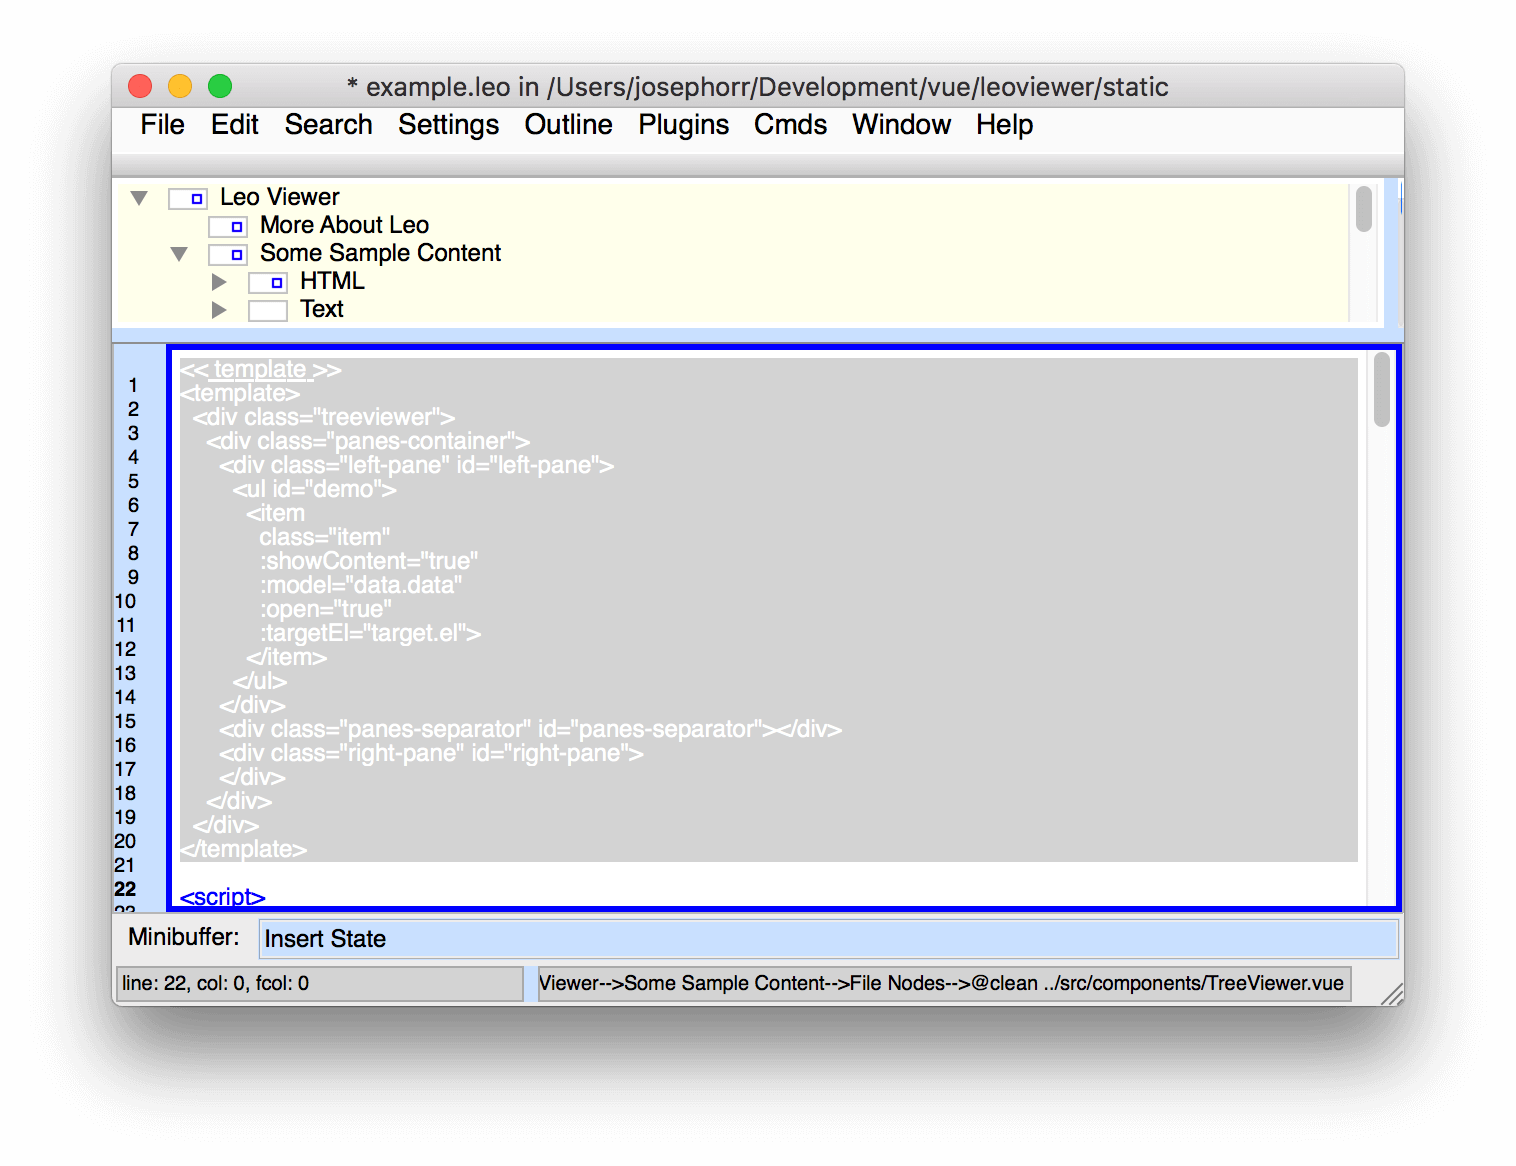 * example.leo in /Users/josephorr/Development/vue/leoviewer/static
File Edit Search Settings Outline Plugins Cmds Window Help
Leo Viewer
More About Leo
Some Sample Content
HTML
Text
<< template >>
1 <template>
2 <div class="treeviewer">
3 <div class="panes-container">
4 <div class="left-pane" id="left-pane">
5 <ul id="demo">
6 <item
7 class="item"
8 :showContent="true"
9 :model="data.data"
10 :open="true"
11 :targetEl="target.el">
12 </item>
13 </ul>
14 </div>
15 <div class="panes-separator" id="panes-separator"></div>
16 <div class="right-pane" id="right-pane">
17 </div>
18 </div>
19 </div>
20 </template>
21
22 <script>
Minibuffer: Insert State
line: 22, col: 0, fcol: 0
Viewer-->Some Sample Content-->File Nodes-->@clean ../src/components/TreeViewer.vue